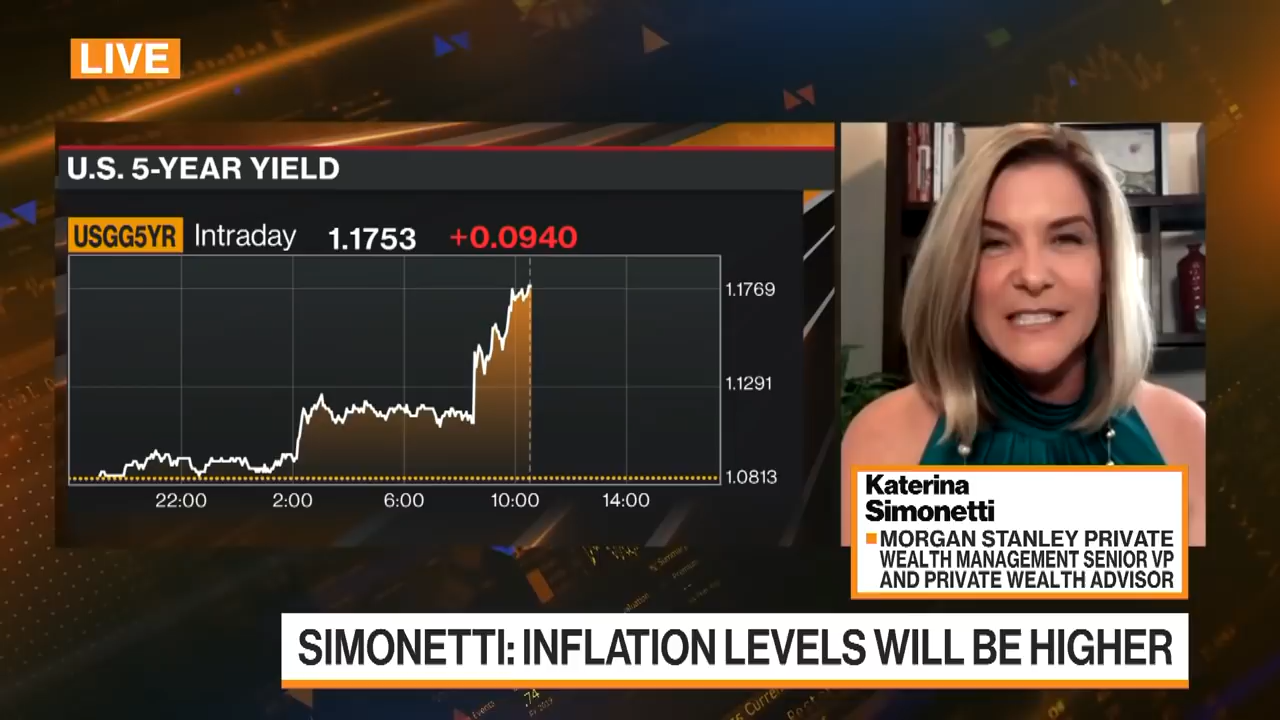 LIVE
U.S. 5-YEAR YIELD
USGG5YR Intraday 1.1753 +0.0940
1.1769
1.1291
1.0813
22:00 2:00 6:00 10:00 14:00
Katerina
Simonetti
MORGAN STANLEY PRIVATE
WEALTH MANAGEMENT SENIOR VP
AND PRIVATE WEALTH ADVISOR
SIMONETTI: INFLATION LEVELS WILL BE HIGHER
.74